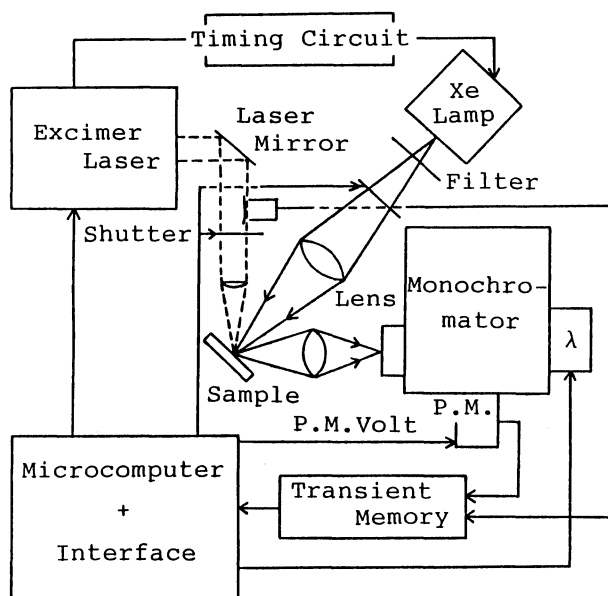 Timing Circuit
Xe
Lamp
Excimer
Laser
Laser
Mirror
Filter
Shutter
Lens
Monochro-
mator
λ
Sample
P.M.
P.M.Volt
Microcomputer
+
Interface
Transient
Memory